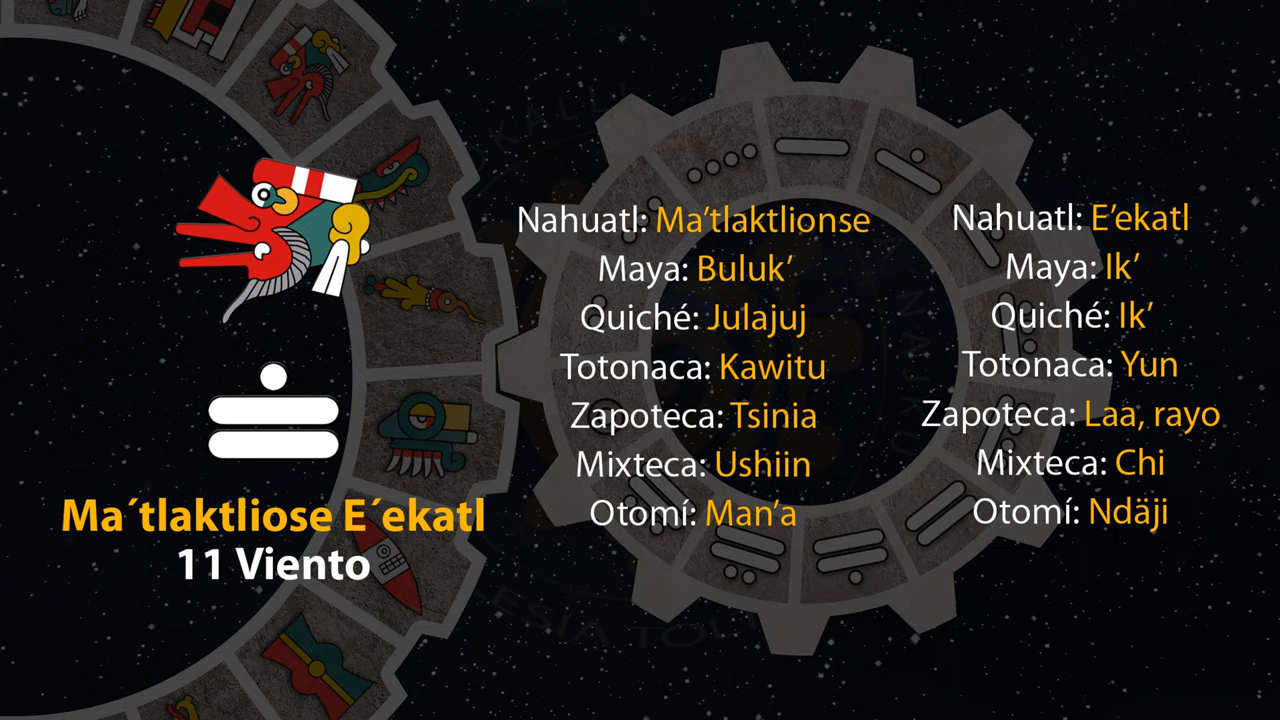 Nahuatl: Ma’tlaktlionse
Maya: Buluk’
Quiché: Julajuj
Totonaca: Kawitu
Zapoteca: Tsinia
Mixteca: Ushiin
Otomí: Man’a
Nahuatl: E’ekatl
Maya: Ik’
Quiché: Ik’
Totonaca: Yun
Zapoteca: Laa, rayo
Mixteca: Chi
Otomí: Ndäji
Ma´tlaktliose E´ekatl
11 Viento